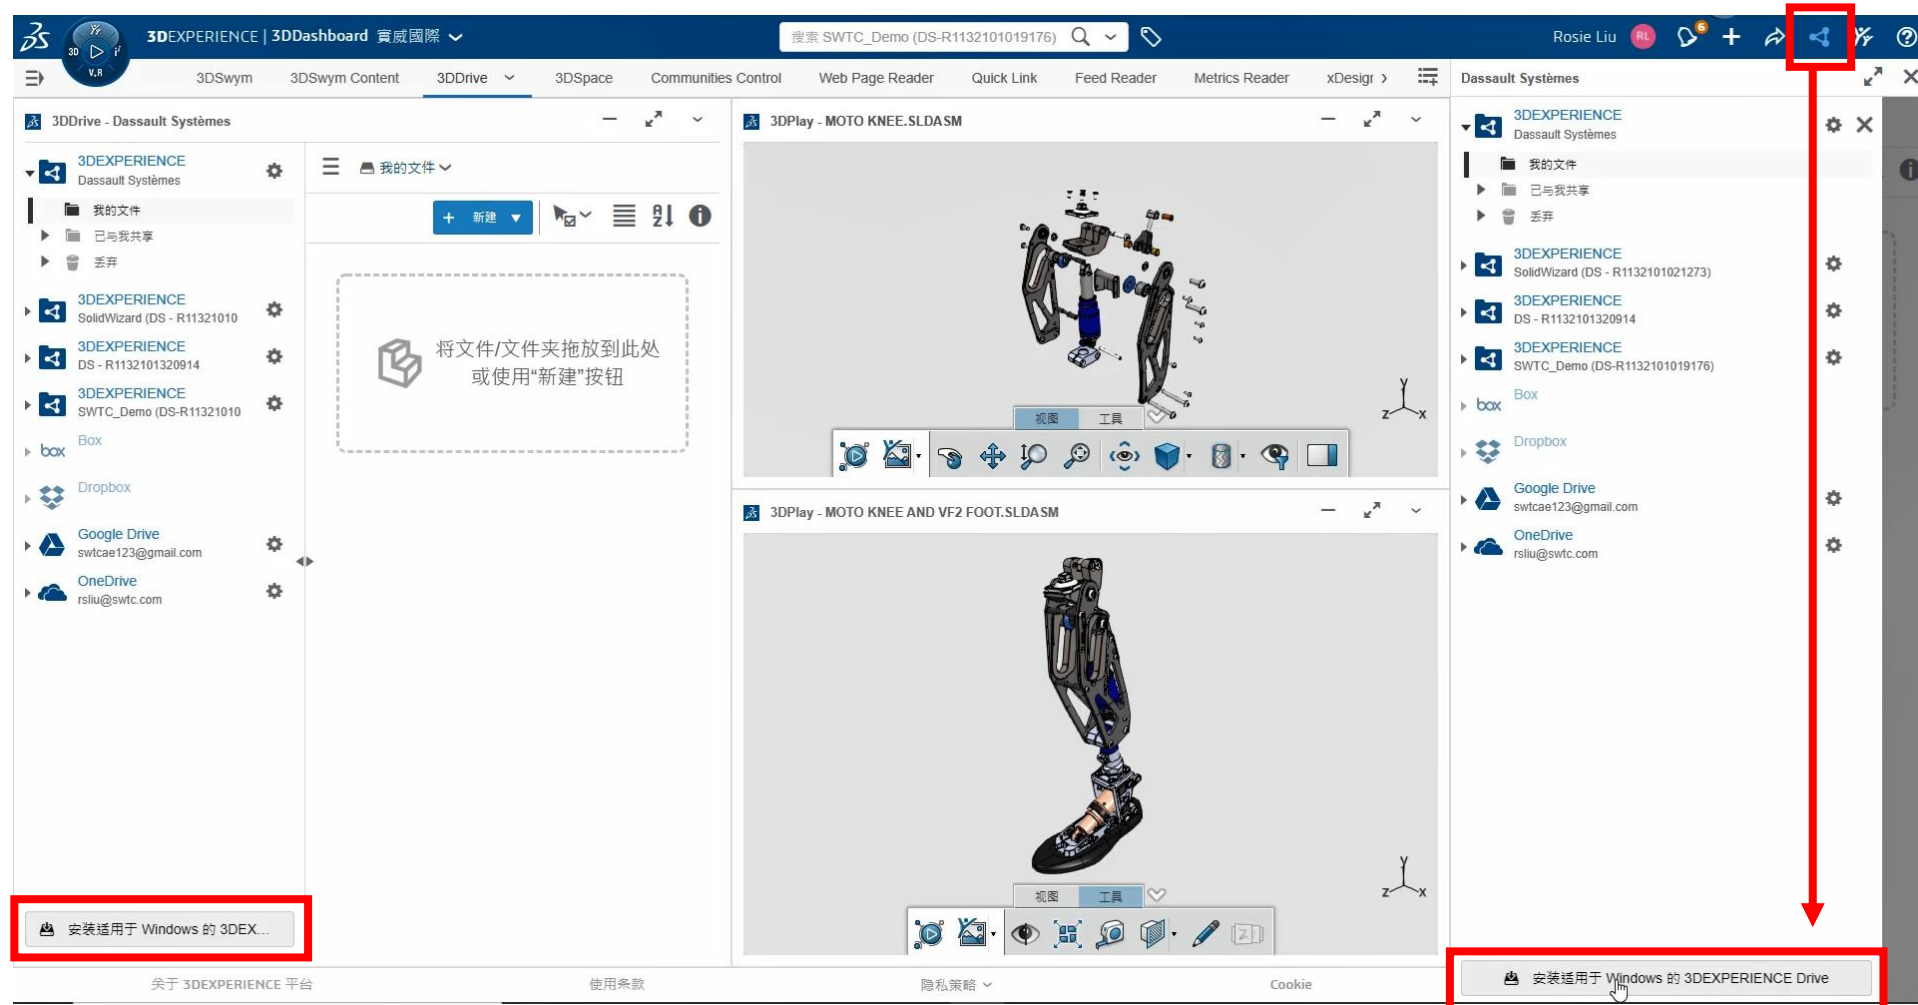 3DEXPERIENCE | 3DDashboard 實威國際
搜索 SWTC_Demo (DS-R1132101019176)
Rosie Liu RL 6
3D V.R
3DSwym 3DSwym Content 3DDrive 3DSpace Communities Control Web Page Reader Quick Link Feed Reader Metrics Reader xDesigr
3DDrive - Dassault Systèmes
3DEXPERIENCE
Dassault Systèmes
我的文件
已与我共享
丢弃
3DEXPERIENCE
SolidWizard (DS - R11321010
3DEXPERIENCE
DS - R1132101320914
3DEXPERIENCE
SWTC_Demo (DS-R11321010
box Box
Dropbox
Google Drive
swtcae123@gmail.com
OneDrive
rsliu@swtc.com
安装适用于 Windows 的 3DEX...
我的文件
+ 新建
将文件/文件夹拖放到此处
或使用“新建”按钮
3DPlay - MOTO KNEE.SLDASM
Y
Z X
视图 工具
3DPlay - MOTO KNEE AND VF2 FOOT.SLDASM
Y
Z X
视图 工具
Dassault Systèmes
3DEXPERIENCE
Dassault Systèmes
我的文件
已与我共享
丢弃
3DEXPERIENCE
SolidWizard (DS - R1132101021273)
3DEXPERIENCE
DS - R1132101320914
3DEXPERIENCE
SWTC_Demo (DS-R1132101019176)
box Box
Dropbox
Google Drive
swtcae123@gmail.com
OneDrive
rsliu@swtc.com
安装适用于 Windows 的 3DEXPERIENCE Drive
关于 3DEXPERIENCE 平台 使用条款 隐私策略 Cookie